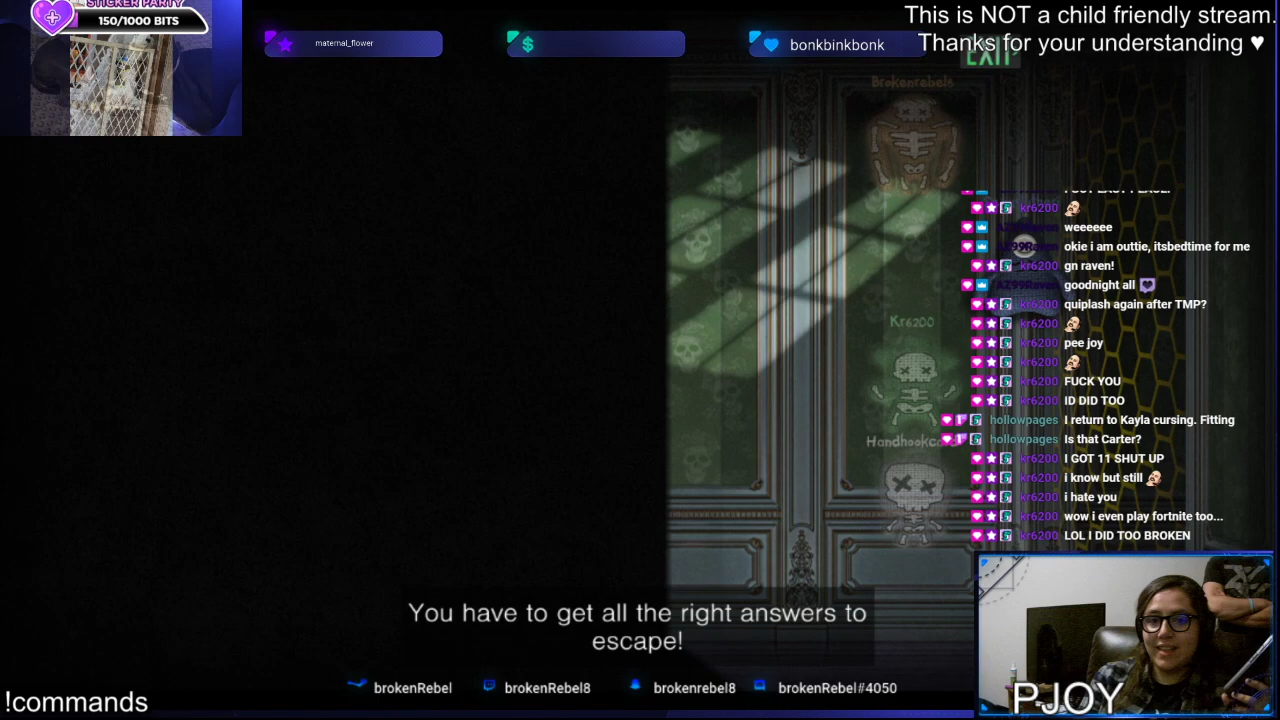 STICKER PARTY
150/1000 BITS
maternal_flower
bonkbinkbonk
This is NOT a child friendly stream.
Thanks for your understanding ♥
EXIT
Brokenrebels
kr6200
AZ99Raven weeeeee
AZ99Raven okie i am outtie, itsbedtime for me
kr6200 gn raven!
AZ99Raven goodnight all
kr6200 quiplash again after TMP?
Kr6200
kr6200
kr6200 pee joy
kr6200
kr6200 FUCK YOU
kr6200 ID DID TOO
hollowpages I return to Kayla cursing. Fitting
Handhookc
hollowpages Is that Carter?
kr6200 I GOT 11 SHUT UP
kr6200 i know but still
kr6200 i hate you
kr6200 wow i even play fortnite too...
kr6200 LOL I DID TOO BROKEN
You have to get all the right answers to
escape!
brokenRebel
brokenRebel8
brokenrebel8
brokenRebel#4050
!commands
PJOY